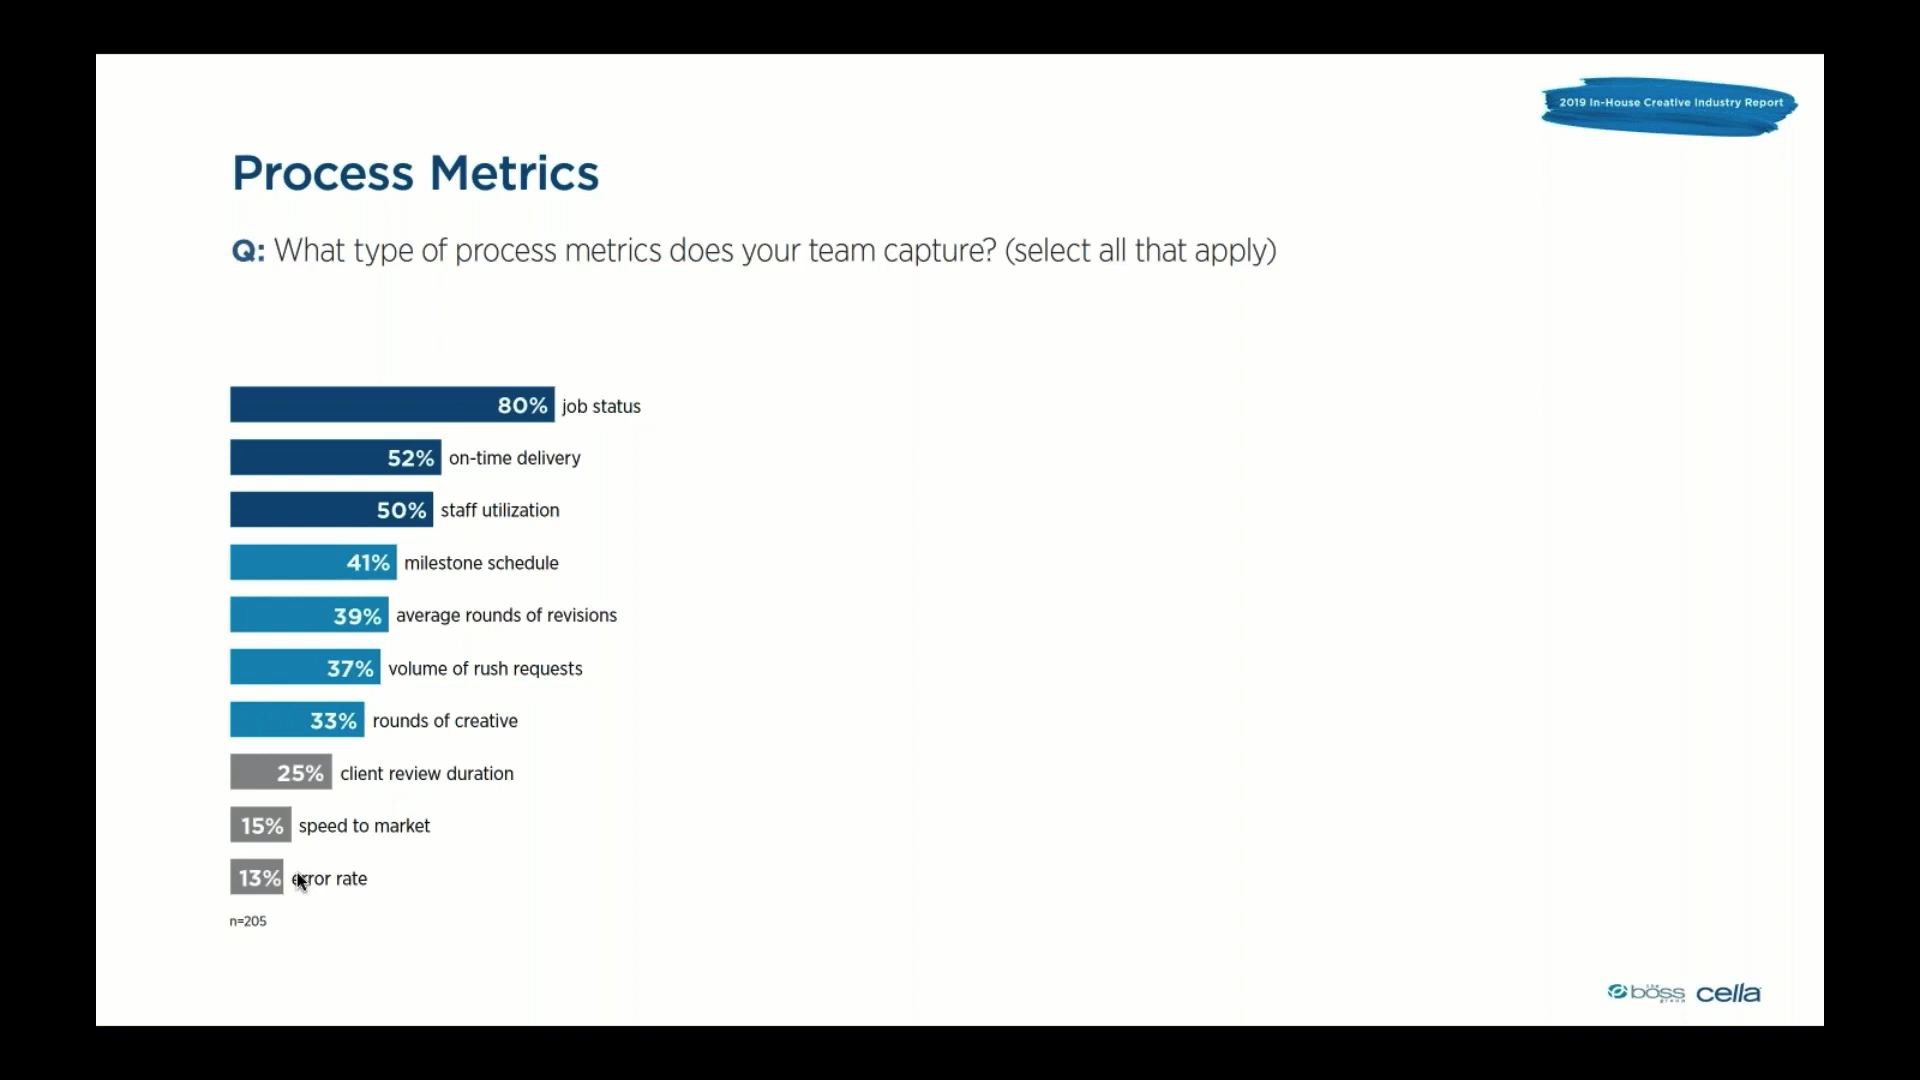 2019 In-House Creative Industry Report
Process Metrics
Q: What type of process metrics does your team capture? (select all that apply)
80% job status
52% on-time delivery
50% staff utilization
41% milestone schedule
39% average rounds of revisions
37% volume of rush requests
33% rounds of creative
25% client review duration
15% speed to market
13% error rate
n=205
the boss group cella